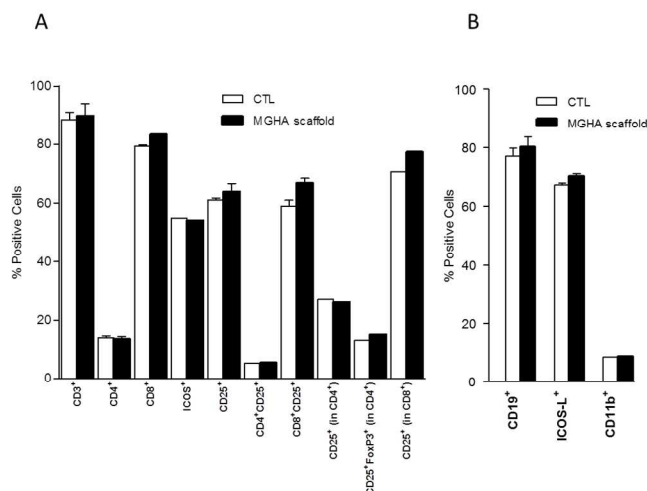 A
B
CTL
MGHA scaffold
% Positive Cells
100
80
60
40
20
0
CD3+
CD4+
CD8+
ICOS+
CD25+
CD4+CD25+
CD8+CD25+
CD25+ (in CD4+)
CD25+FoxP3+ (in CD4+)
CD25+ (in CD8+)
CTL
MGHA scaffold
% Positive Cells
100
80
60
40
20
0
CD19+
ICOS-L+
CD11b+